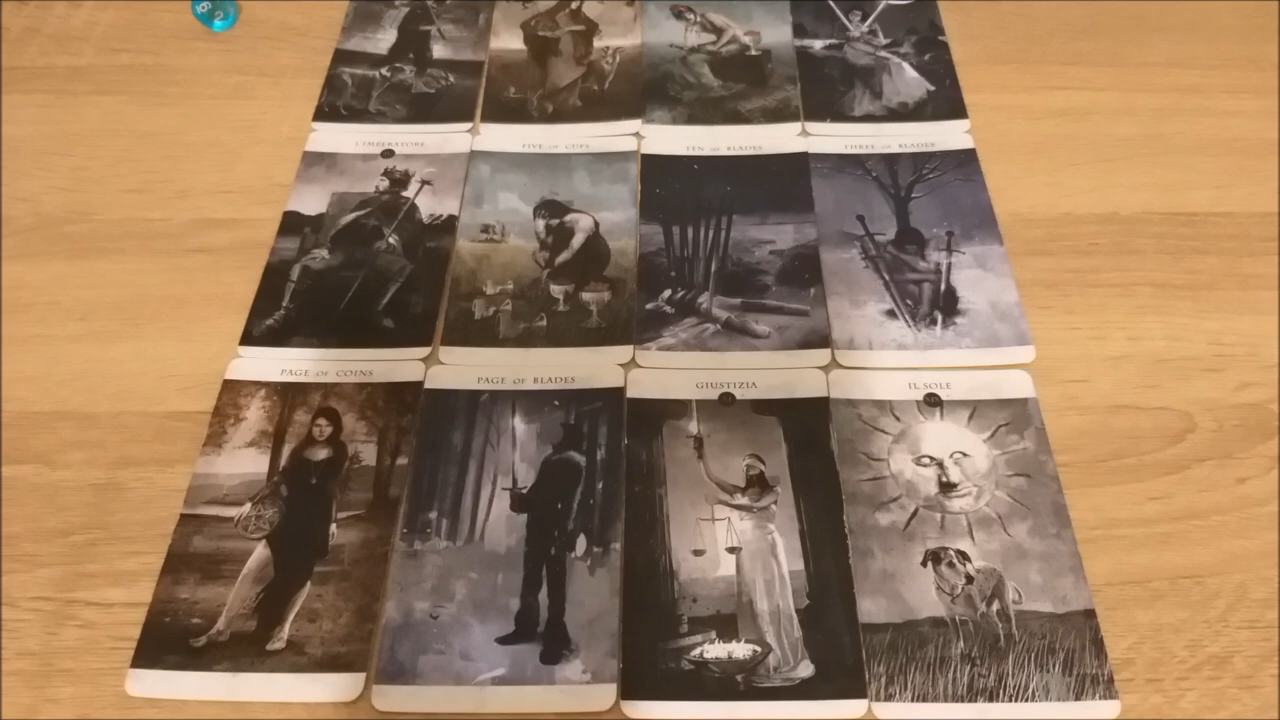 L'IMPERATORE
FIVE OF CUPS
TEN OF BLADES
THREE OF BLADES
PAGE OF COINS
PAGE OF BLADES
GIUSTIZIA
IL SOLE
XIX